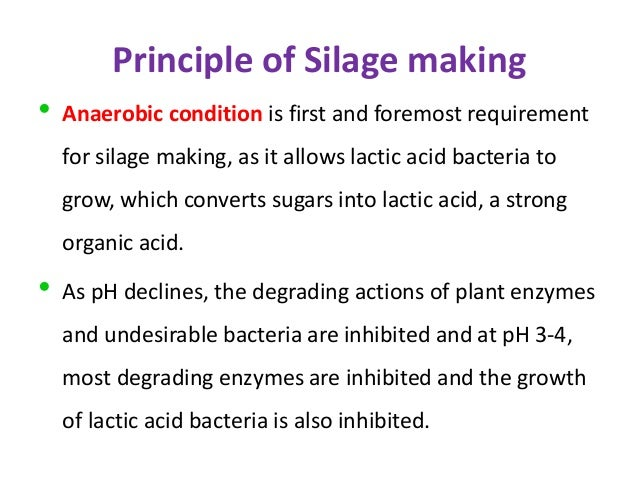 Principle of Silage making
• Anaerobic condition is first and foremost requirement
for silage making, as it allows lactic acid bacteria to
grow, which converts sugars into lactic acid, a strong
organic acid.
• As pH declines, the degrading actions of plant enzymes
and undesirable bacteria are inhibited and at pH 3-4,
most degrading enzymes are inhibited and the growth
of lactic acid bacteria is also inhibited.